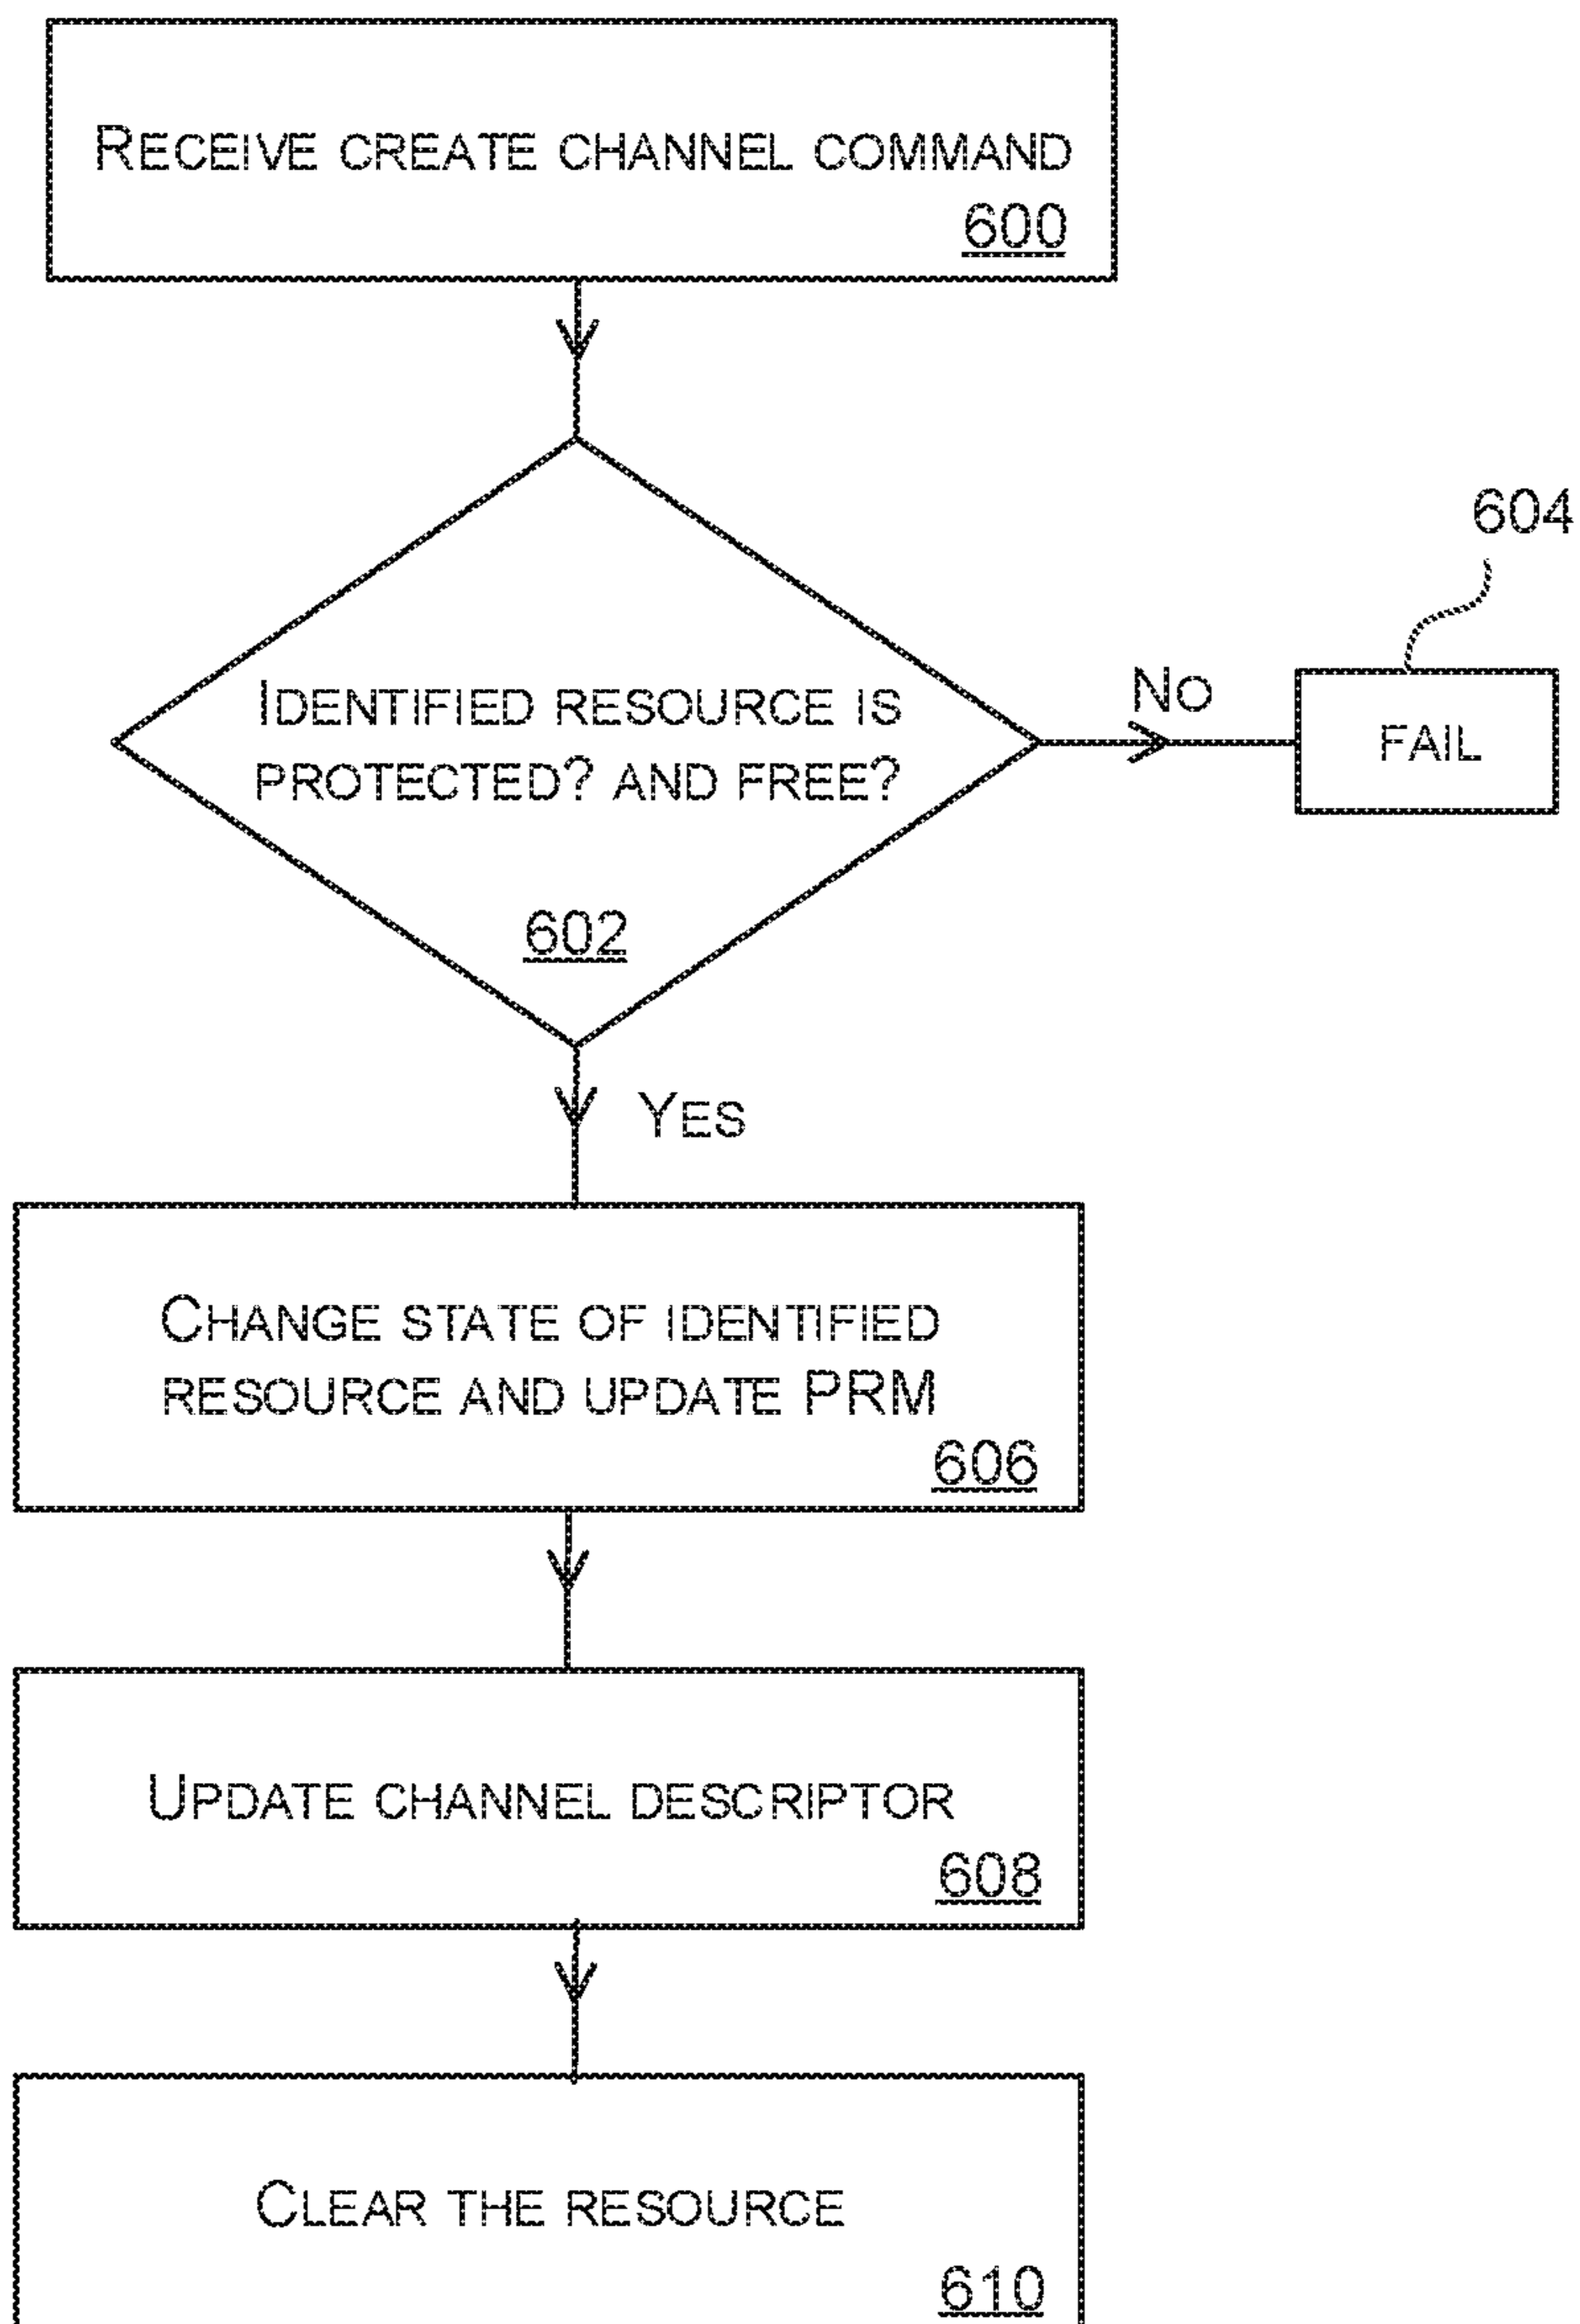 RECEIVE CREATE CHANNEL COMMAND
600
604
IDENTIFIED RESOURCE IS
PROTECTED? AND FREE?
No
FAIL
602
YES
CHANGE STATE OF IDENTIFIED
RESOURCE AND UPDATE PRM
606
UPDATE CHANNEL DESCRIPTOR
608
CLEAR THE RESOURCE
610